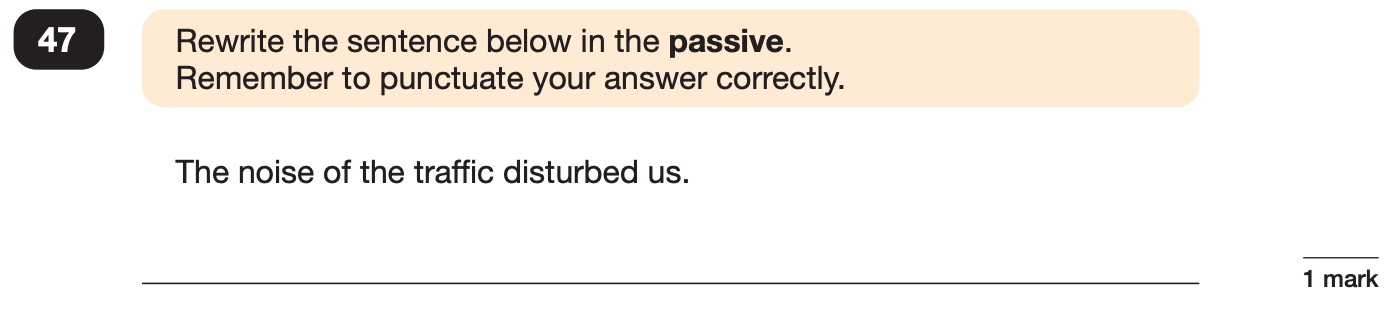 47
Rewrite the sentence below in the passive.
Remember to punctuate your answer correctly.
The noise of the traffic disturbed us.
1 mark